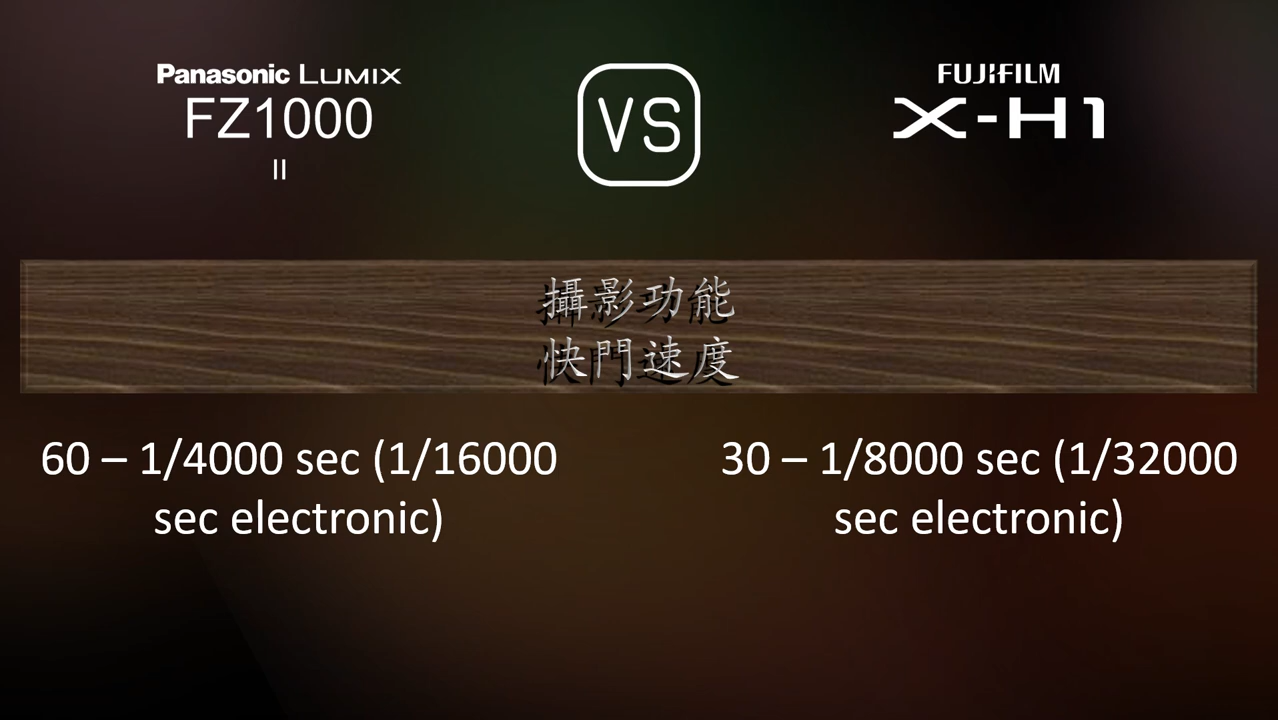 Panasonic LUMIX
FZ1000
II
VS
FUJIFILM
X-H1
攝影功能
快門速度
60 – 1/4000 sec (1/16000
sec electronic)
30 – 1/8000 sec (1/32000
sec electronic)